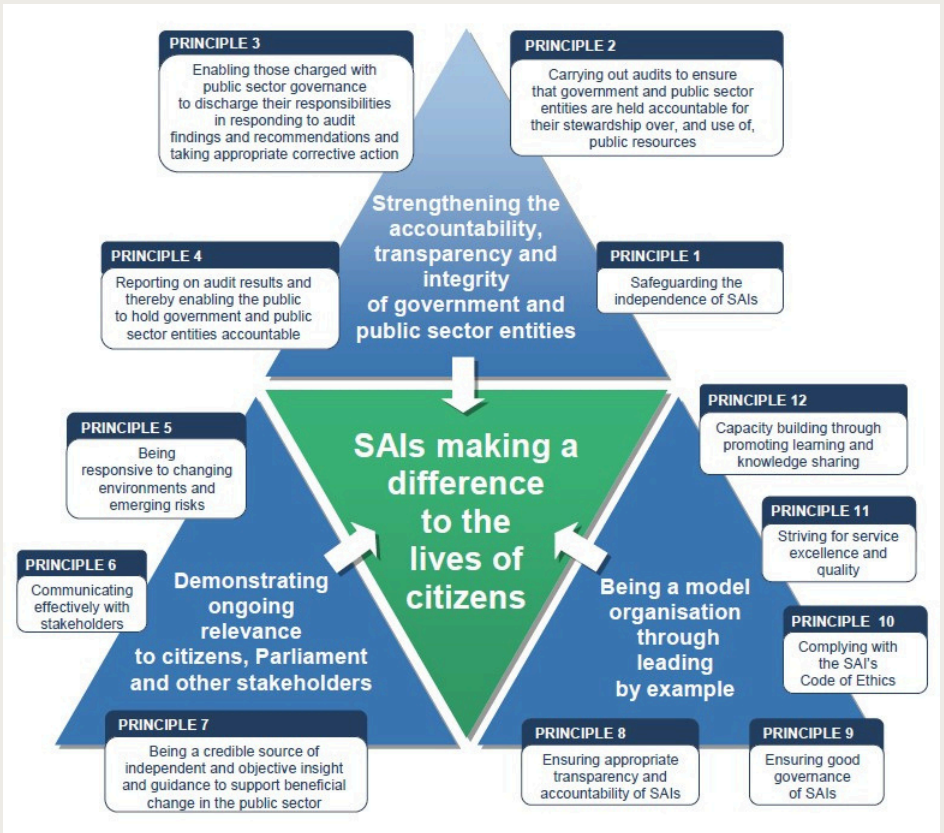 PRINCIPLE 3
Enabling those charged with
public sector governance
to discharge their responsibilities
in responding to audit
findings and recommendations and
taking appropriate corrective action
PRINCIPLE 2
Carrying out audits to ensure
that government and public sector
entities are held accountable for
their stewardship over, and use of,
public resources
Strengthening the
accountability,
transparency and
integrity
of government and
public sector entities
PRINCIPLE 4
Reporting on audit results and
thereby enabling the public
to hold government and public
sector entities accountable
PRINCIPLE 1
Safeguarding the
independence of SAIs
PRINCIPLE 5
Being
responsive to changing
environments and
emerging risks
SAIs making a
difference
to the
lives of
citizens
PRINCIPLE 12
Capacity building through
promoting learning and
knowledge sharing
PRINCIPLE 11
Striving for service
excellence and
quality
PRINCIPLE 6
Communicating
effectively with
stakeholders
Demonstrating
ongoing
relevance
to citizens, Parliament
and other stakeholders
Being a model
organisation
through
leading
by example
PRINCIPLE 10
Complying with
the SAI's
Code of Ethics
PRINCIPLE 7
Being a credible source of
independent and objective insight
and guidance to support beneficial
change in the public sector
PRINCIPLE 8
Ensuring appropriate
transparency and
accountability of SAIs
PRINCIPLE 9
Ensuring good
governance
of SAIs